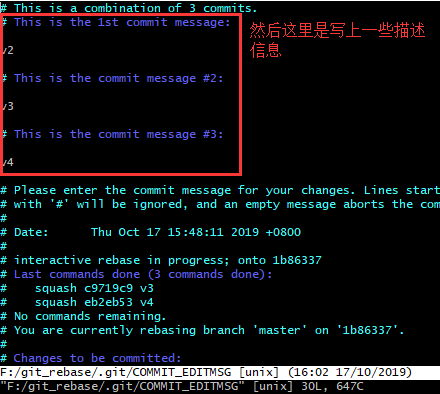 # This is a combination of 3 commits.
# This is the 1st commit message:
然后这里是写上一些描述
信息
v2
# This is the commit message #2:
v3
# This is the commit message #3:
v4
# Please enter the commit message for your changes. Lines start
# with '#' will be ignored, and an empty message aborts the com
#
# Date:      Thu Oct 17 15:48:11 2019 +0800
#
# interactive rebase in progress; onto 1b86337
# Last commands done (3 commands done):
#    squash c9719c9 v3
#    squash eb2eb53 v4
# No commands remaining.
# You are currently rebasing branch 'master' on '1b86337'.
#
# Changes to be committed:
F:/git_rebase/.git/COMMIT_EDITMSG [unix] (16:02 17/10/2019)
"F:/git_rebase/.git/COMMIT_EDITMSG" [unix] 30L, 647C